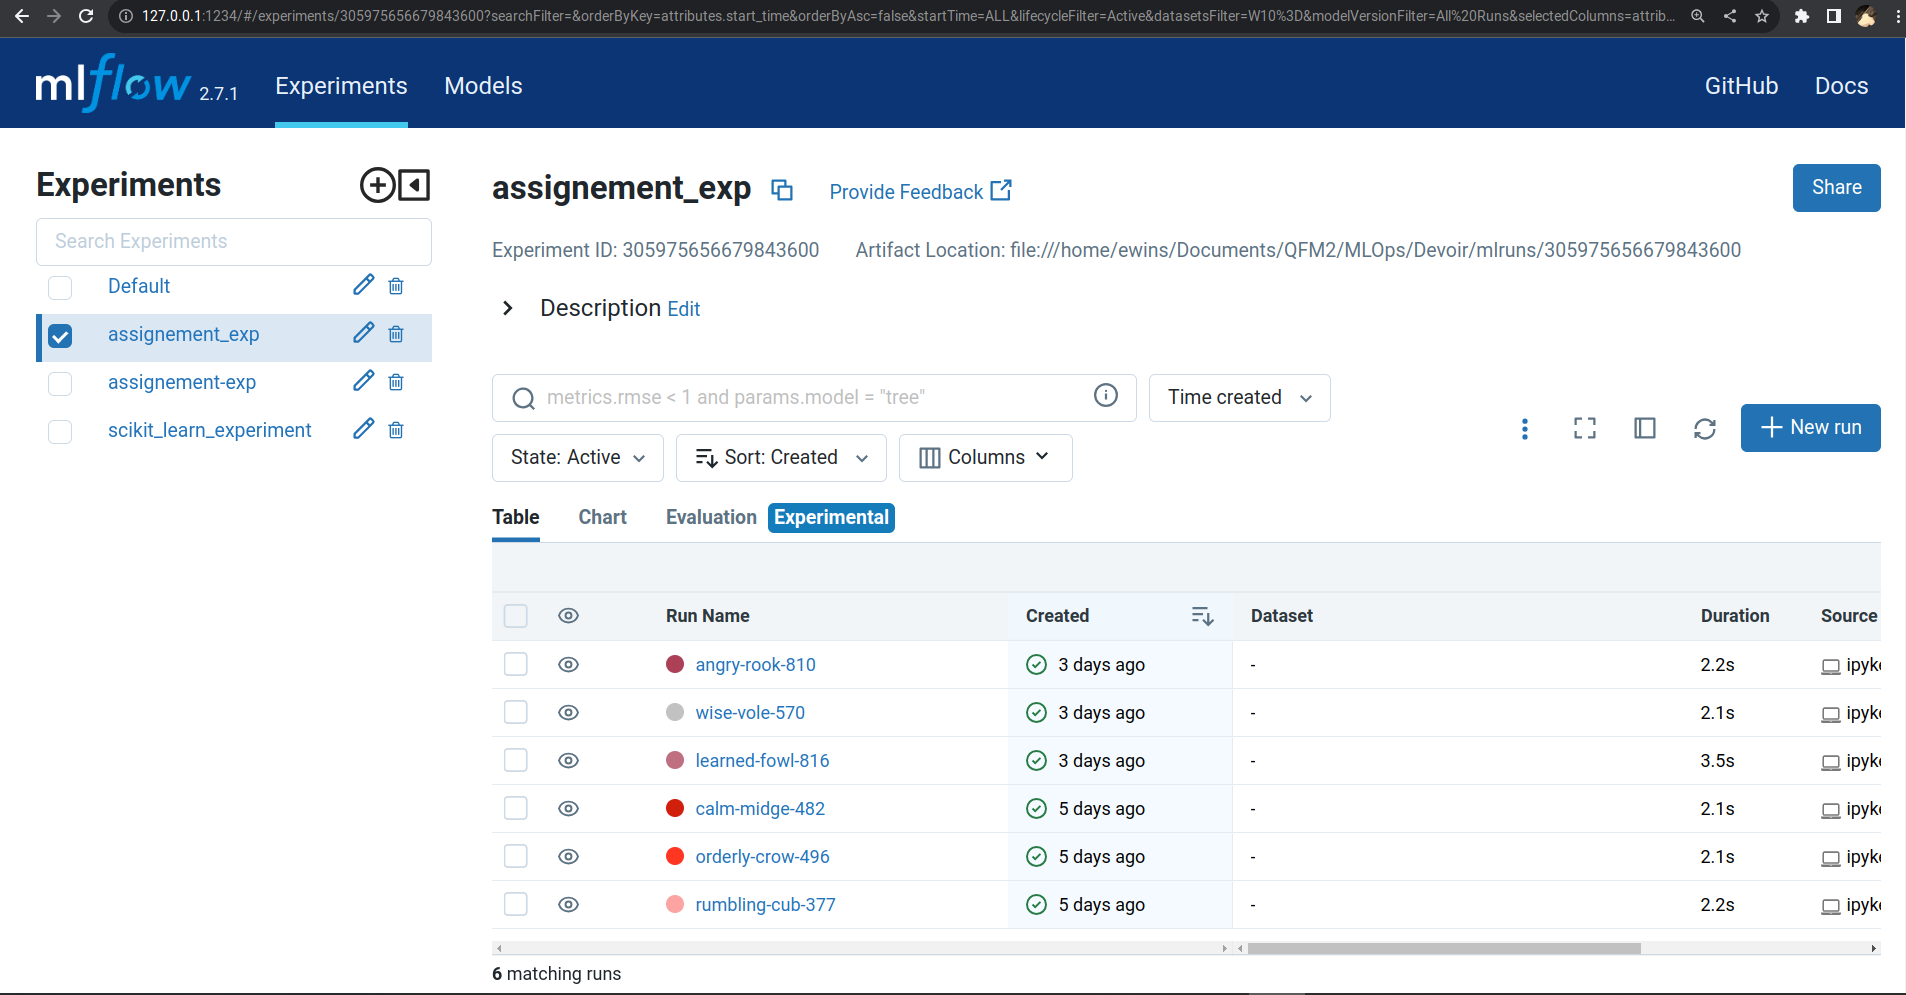 127.0.0.1:1234/#/experiments/305975656679843600?searchFilter=&orderByKey=attributes.start_time&orderByAsc=false&startTime=ALL&lifecycleFilter=Active&datasetsFilter=W10%3D&modelVersionFilter=All%20Runs&selectedColumns=attrib...
mlflow 2.7.1 Experiments Models GitHub Docs
Experiments
Search Experiments
Default
assignement_exp
assignement-exp
scikit_learn_experiment
assignement_exp Provide Feedback Share
Experiment ID: 305975656679843600 Artifact Location: file:///home/ewins/Documents/QFM2/MLOps/Devoir/mlruns/305975656679843600
Description Edit
metrics.rmse < 1 and params.model = "tree" Time created
State: Active Sort: Created Columns
New run
Table Chart Evaluation Experimental
Run Name Created Dataset Duration Source
angry-rook-810 3 days ago - 2.2s ipyke
wise-vole-570 3 days ago - 2.1s ipyke
learned-fowl-816 3 days ago - 3.5s ipyke
calm-midge-482 5 days ago - 2.1s ipyke
orderly-crow-496 5 days ago - 2.1s ipyke
rumbling-cub-377 5 days ago - 2.2s ipyke
6 matching runs